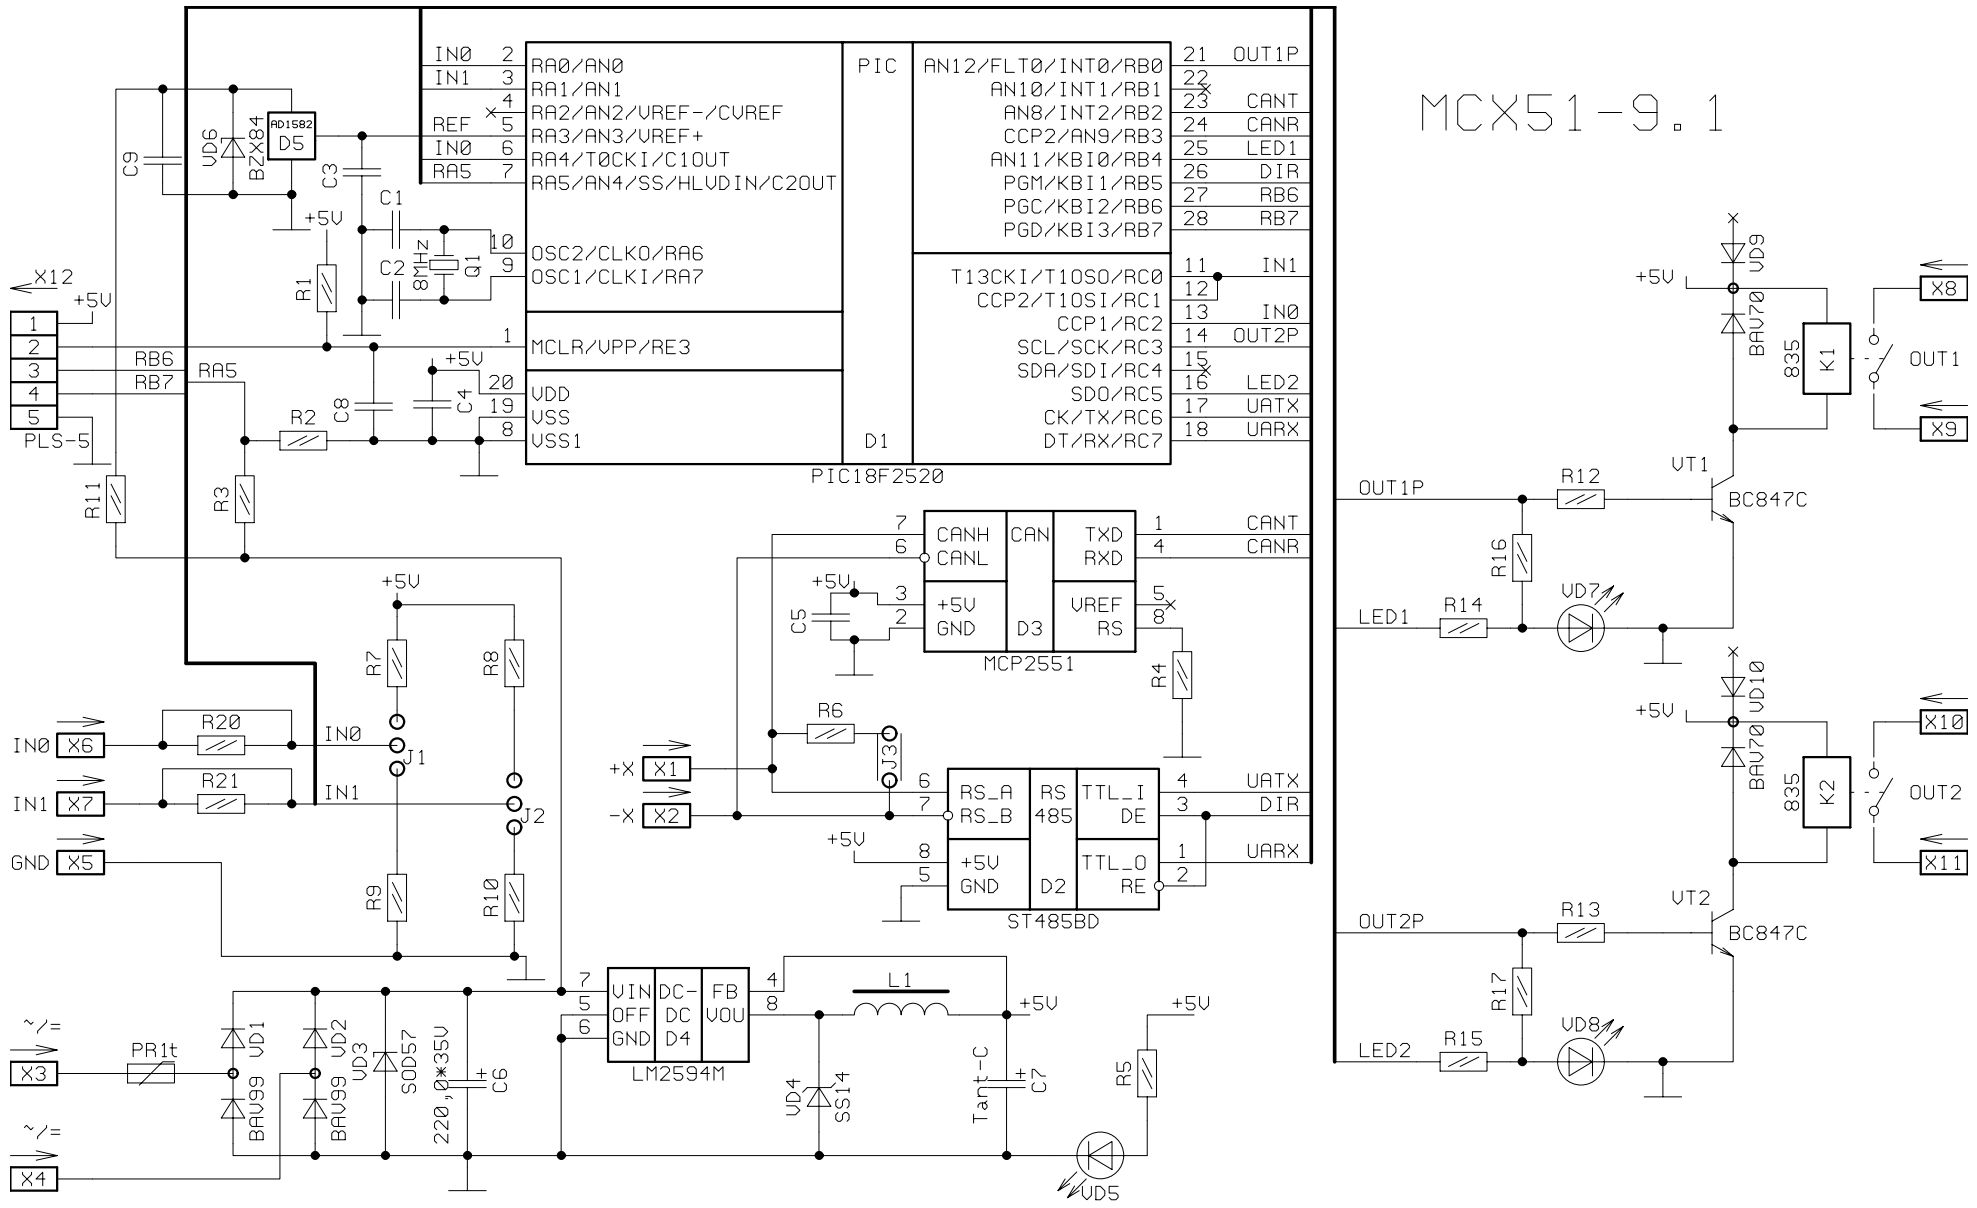 MCX51-9.1
IN0 2 RA0/AN0
IN1 3 RA1/AN1
4 RA2/AN2/VREF-/CVREF
REF 5 RA3/AN3/VREF+
IN0 6 RA4/T0CKI/C1OUT
RA5 7 RA5/AN4/SS/HLVDIN/C2OUT
10 OSC2/CLKO/RA6
9 OSC1/CLKI/RA7
1 MCLR/VPP/RE3
20 VDD
19 VSS
8 VSS1
PIC
D1
PIC18F2520
AN12/FLT0/INT0/RB0 21 OUT1P
AN10/INT1/RB1 22
AN8/INT2/RB2 23 CANT
CCP2/AN9/RB3 24 CANR
AN11/KBI0/RB4 25 LED1
PGM/KBI1/RB5 26 DIR
PGC/KBI2/RB6 27 RB6
PGD/KBI3/RB7 28 RB7
T13CKI/T1OSO/RC0 11 IN1
CCP2/T1OSI/RC1 12
CCP1/RC2 13 IN0
SCL/SCK/RC3 14 OUT2P
SDA/SDI/RC4 15
SDO/RC5 16 LED2
CK/TX/RC6 17 UATX
DT/RX/RC7 18 UARX
C9
VD6
BZX84
AD1582
D5
C3
C1
C2
8MHz
Q1
+5V
R1
X12
+5V
1
2
3
4
5
PLS-5
RB6
RB7
RA5
R2
C8
+5V
C4
R11
R3
+5V
R7
R8
IN0 X6
R20
IN0
J1
IN1 X7
R21
IN1
J2
GND X5
R9
R10
7 CANH
6 CANL
CAN
TXD 1 CANT
RXD 4 CANR
+5V
C5
3 +5V
2 GND
D3
VREF 5
RS 8
MCP2551
R4
R6
J3
+X X1
-X X2
6 RS_A
7 RS_B
RS
485
TTL_I 4 UATX
DE 3 DIR
+5V
8 +5V
5 GND
D2
TTL_O 1 UARX
RE 2
ST485BD
~/=
X3
PR1t
VD1
BAV99
VD2
BAV99
VD3
SOD57
220,0*35V
C6
~/=
X4
7 VIN
5 OFF
6 GND
DC-
DC
D4
FB 4
VOU 8
LM2594M
L1
+5V
VD4
SS14
Tant-C
C7
+5V
R5
VD5
VD9
+5V
BAV70
835
K1
X8
OUT1
X9
OUT1P
R12
VT1
BC847C
R16
LED1
R14
VD7
VD10
+5V
BAV70
835
K2
X10
OUT2
X11
OUT2P
R13
VT2
BC847C
R17
LED2
R15
VD8